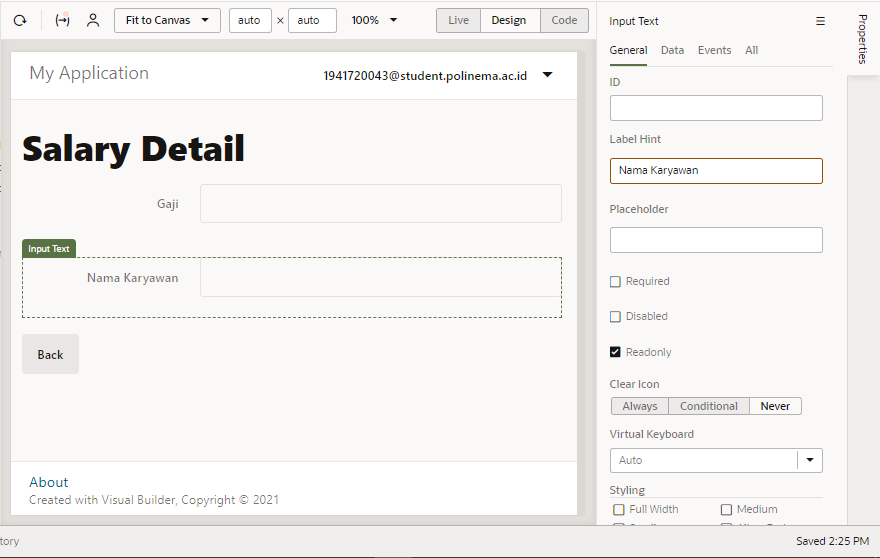 Fit to Canvas auto × auto 100% Live Design Code
My Application
1941720043@student.polinema.ac.id
Salary Detail
Gaji
Input Text
Nama Karyawan
Back
About
Created with Visual Builder, Copyright © 2021
Input Text
General Data Events All
ID
Label Hint
Nama Karyawan
Placeholder
Required
Disabled
Readonly
Clear Icon
Always Conditional Never
Virtual Keyboard
Auto
Styling
Full Width Medium
Properties
tory
Saved 2:25 PM